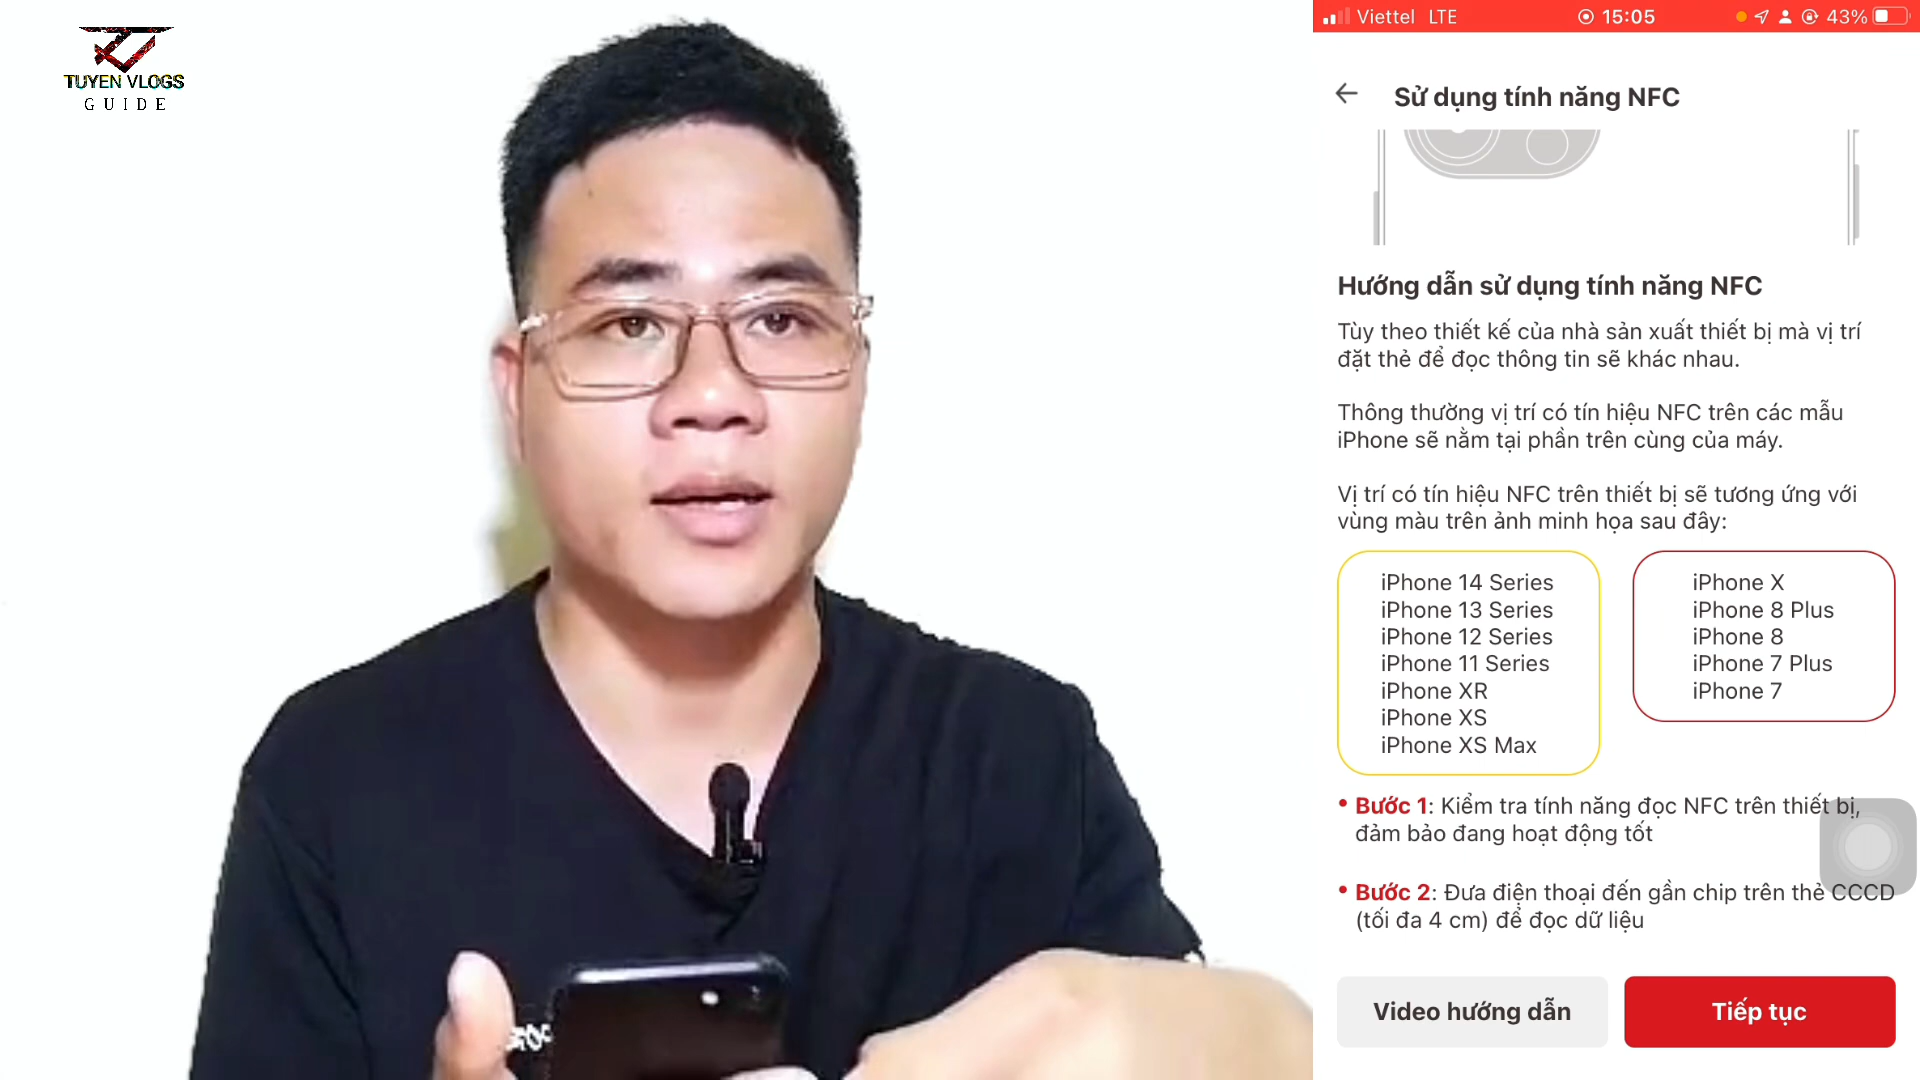 TUYEN VLOGS
GUIDE
Viettel LTE
15:05
43%
Sử dụng tính năng NFC
Hướng dẫn sử dụng tính năng NFC
Tùy theo thiết kế của nhà sản xuất thiết bị mà vị trí
đặt thẻ để đọc thông tin sẽ khác nhau.
Thông thường vị trí có tín hiệu NFC trên các mẫu
iPhone sẽ nằm tại phần trên cùng của máy.
Vị trí có tín hiệu NFC trên thiết bị sẽ tương ứng với
vùng màu trên ảnh minh họa sau đây:
iPhone 14 Series
iPhone 13 Series
iPhone 12 Series
iPhone 11 Series
iPhone XR
iPhone XS
iPhone XS Max
iPhone X
iPhone 8 Plus
iPhone 8
iPhone 7 Plus
iPhone 7
• Bước 1: Kiểm tra tính năng đọc NFC trên thiết bị,
đảm bảo đang hoạt động tốt
• Bước 2: Đưa điện thoại đến gần chip trên thẻ CCCD
(tối đa 4 cm) để đọc dữ liệu
Video hướng dẫn
Tiếp tục